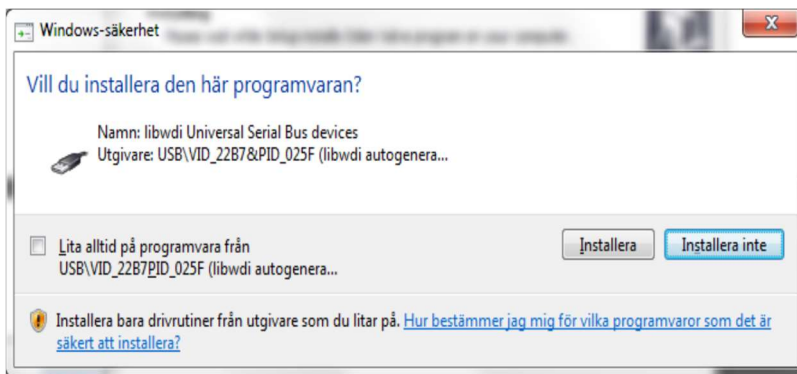 Windows-säkerhet
Vill du installera den här programvaran?
Namn: libwdi Universal Serial Bus devices
Utgivare: USB\VID_22B7&PID_025F (libwdi autogenera...
Lita alltid på programvara från
USB\VID_22B7PID_025F (libwdi autogenera...
Installera
Installera inte
Installera bara drivrutiner från utgivare som du litar på. Hur bestämmer jag mig för vilka programvaror som det är
säkert att installera?